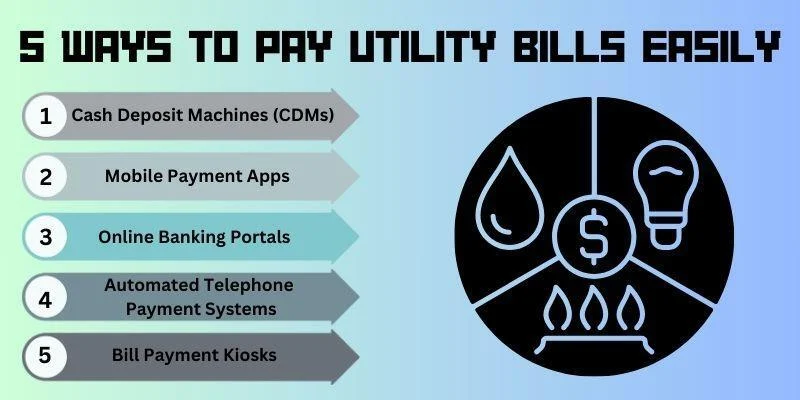 5 WAYS TO PAY UTILITY BILLS EASILY
1 Cash Deposit Machines (CDMs)
2 Mobile Payment Apps
3 Online Banking Portals
4 Automated Telephone
Payment Systems
5 Bill Payment Kiosks
$